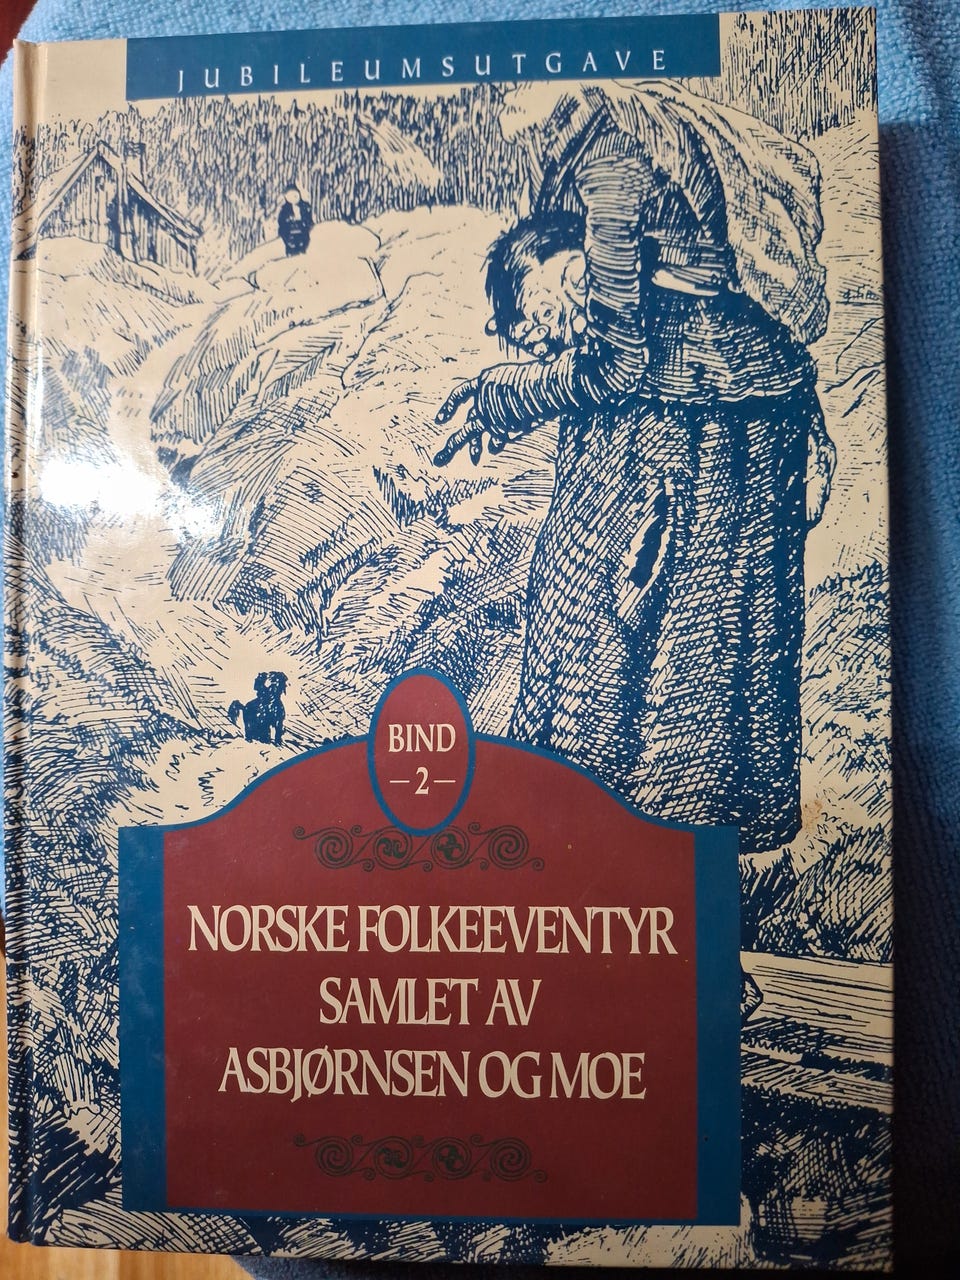 JUBILEUMSUTGAVE
BIND
–2–
NORSKE FOLKEEVENTYR
SAMLET AV
ASBJØRNSEN OG MOE